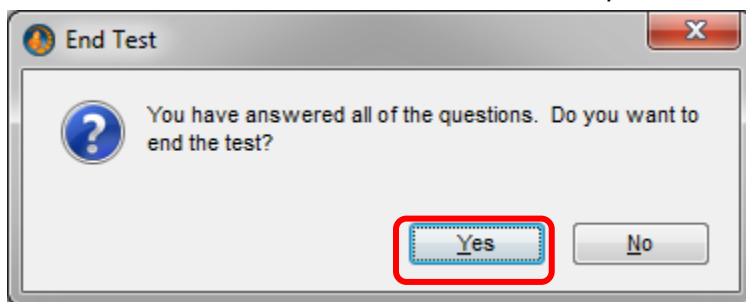 End Test
You have answered all of the questions. Do you want to
end the test?
Yes
No